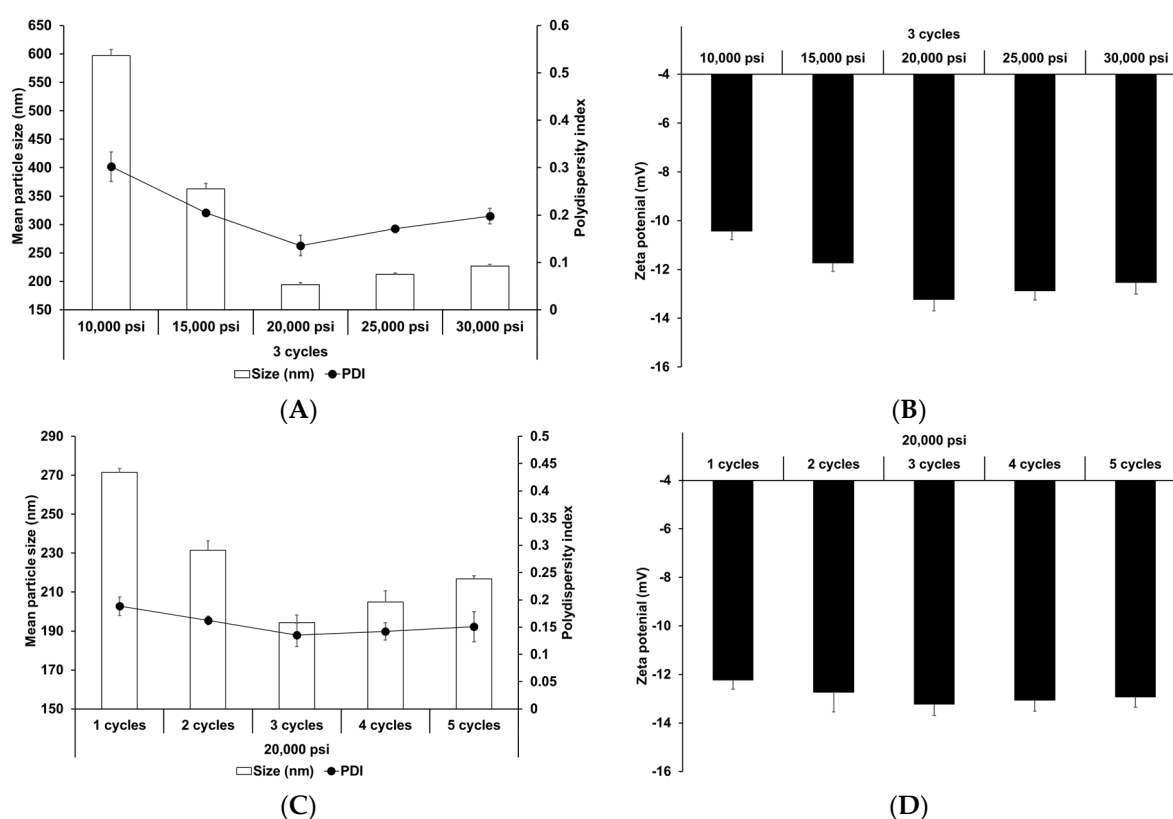 650
600
550
500
450
400
350
300
250
200
150
Mean particle size (nm)
0.6
0.5
0.4
0.3
0.2
0.1
0
Polydispersity index
10,000 psi 15,000 psi 20,000 psi 25,000 psi 30,000 psi
3 cycles
Size (nm) PDI
(A)
3 cycles
10,000 psi 15,000 psi 20,000 psi 25,000 psi 30,000 psi
-4
-6
-8
-10
-12
-14
-16
Zeta potenial (mV)
(B)
290
270
250
230
210
190
170
150
Mean particle size (nm)
0.5
0.45
0.4
0.35
0.3
0.25
0.2
0.15
0.1
0.05
0
Polydispersity index
1 cycles 2 cycles 3 cycles 4 cycles 5 cycles
20,000 psi
Size (nm) PDI
(C)
20,000 psi
1 cycles 2 cycles 3 cycles 4 cycles 5 cycles
-4
-6
-8
-10
-12
-14
-16
Zeta potenial (mV)
(D)